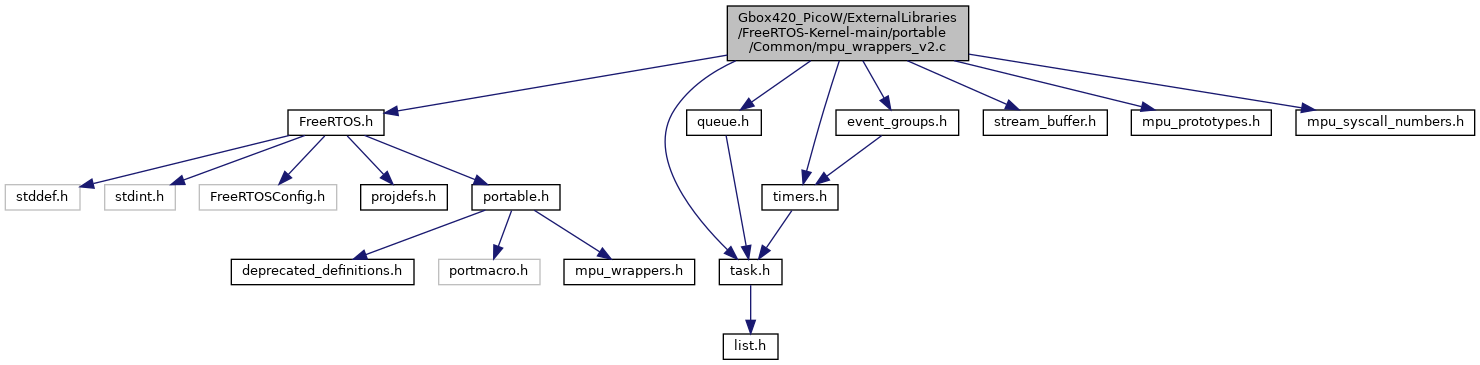 Gbox420_PicoW/ExternalLibraries
/FreeRTOS-Kernel-main/portable
/Common/mpu_wrappers_v2.c
FreeRTOS.h
queue.h
event_groups.h
stream_buffer.h
mpu_prototypes.h
mpu_syscall_numbers.h
stddef.h
stdint.h
FreeRTOSConfig.h
projdefs.h
portable.h
timers.h
deprecated_definitions.h
portmacro.h
mpu_wrappers.h
task.h
list.h